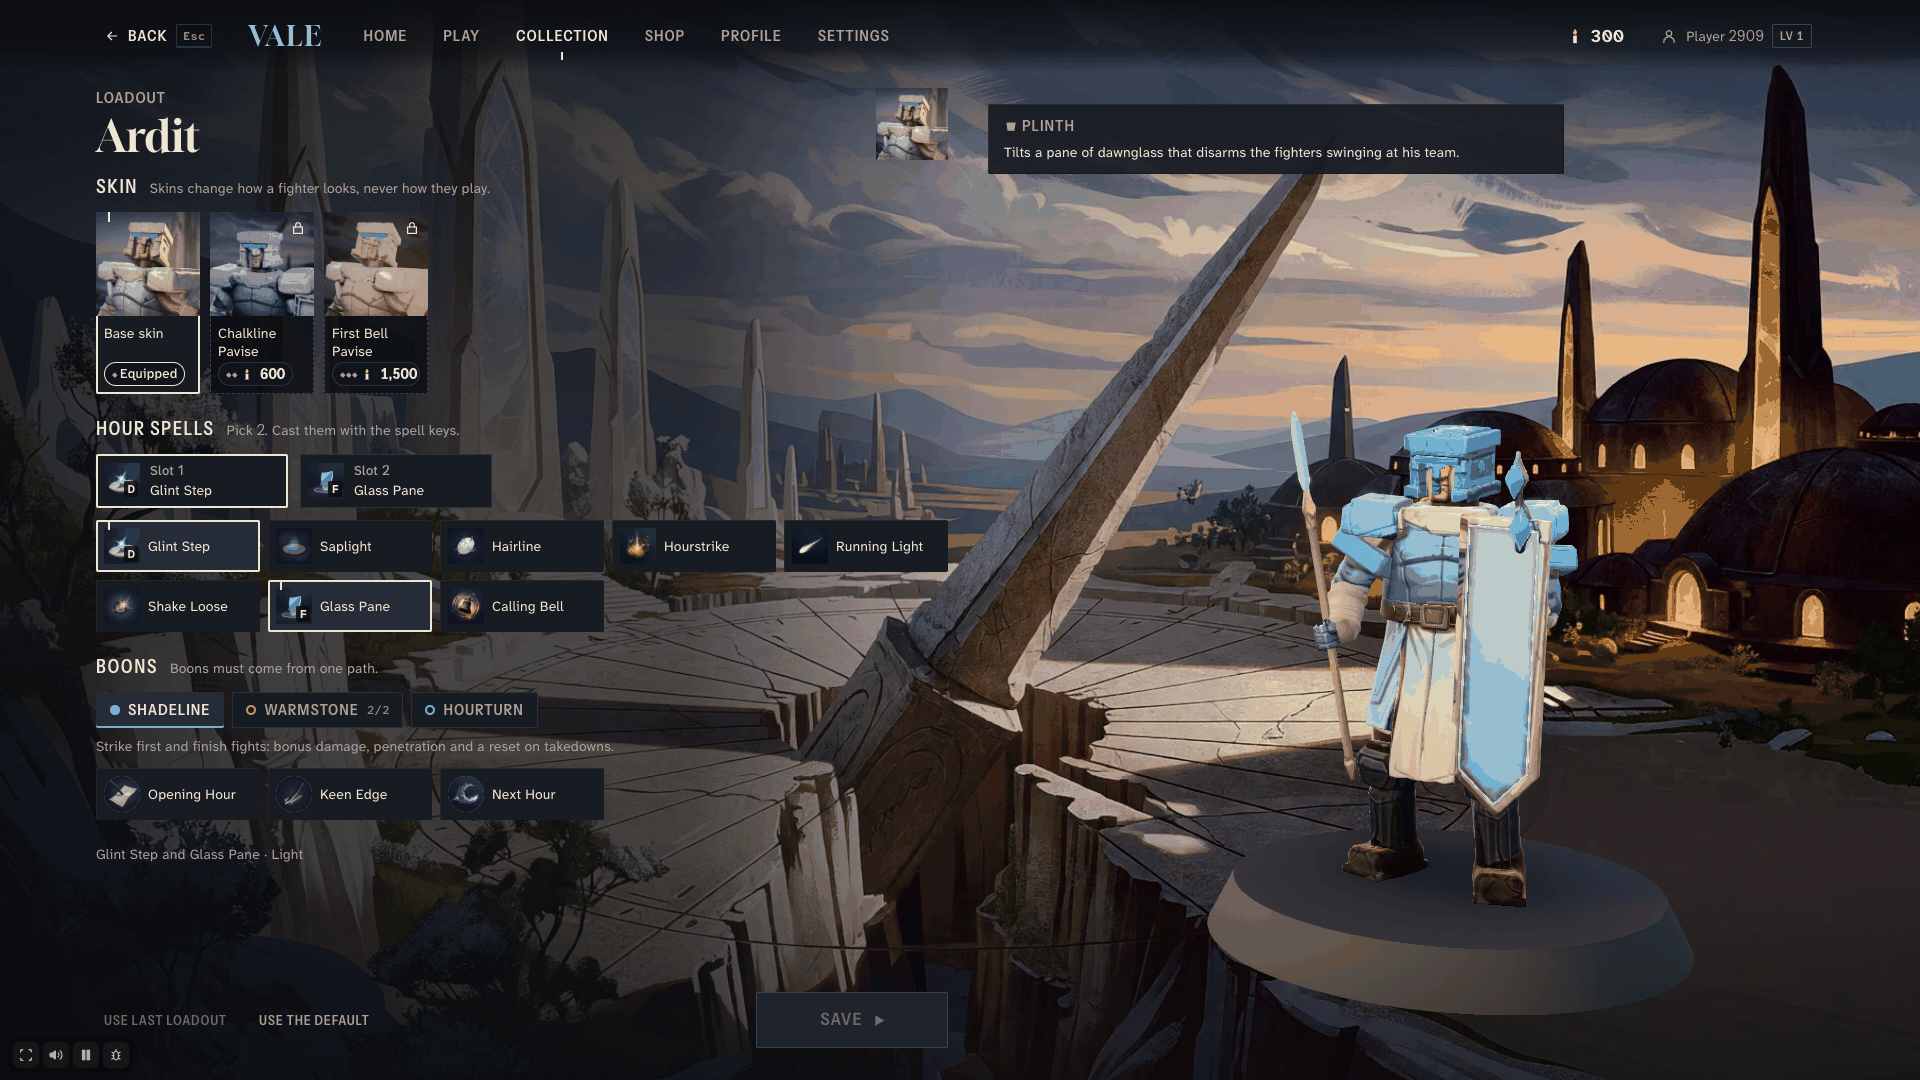 BACK Esc VALE HOME PLAY COLLECTION SHOP PROFILE SETTINGS 300 Player 2909 LV 1
LOADOUT
Ardit
PLINTH
Tilts a pane of dawnglass that disarms the fighters swinging at his team.
SKIN Skins change how a fighter looks, never how they play.
Base skin
Equipped
Chalkline
Pavise
600
First Bell
Pavise
1,500
HOUR SPELLS Pick 2. Cast them with the spell keys.
D Slot 1
Glint Step
F Slot 2
Glass Pane
D Glint Step Saplight Hairline Hourstrike Running Light
Shake Loose F Glass Pane Calling Bell
BOONS Boons must come from one path.
SHADELINE WARMSTONE 2/2 HOURTURN
Strike first and finish fights: bonus damage, penetration and a reset on takedowns.
Opening Hour Keen Edge Next Hour
Glint Step and Glass Pane · Light
USE LAST LOADOUT USE THE DEFAULT SAVE